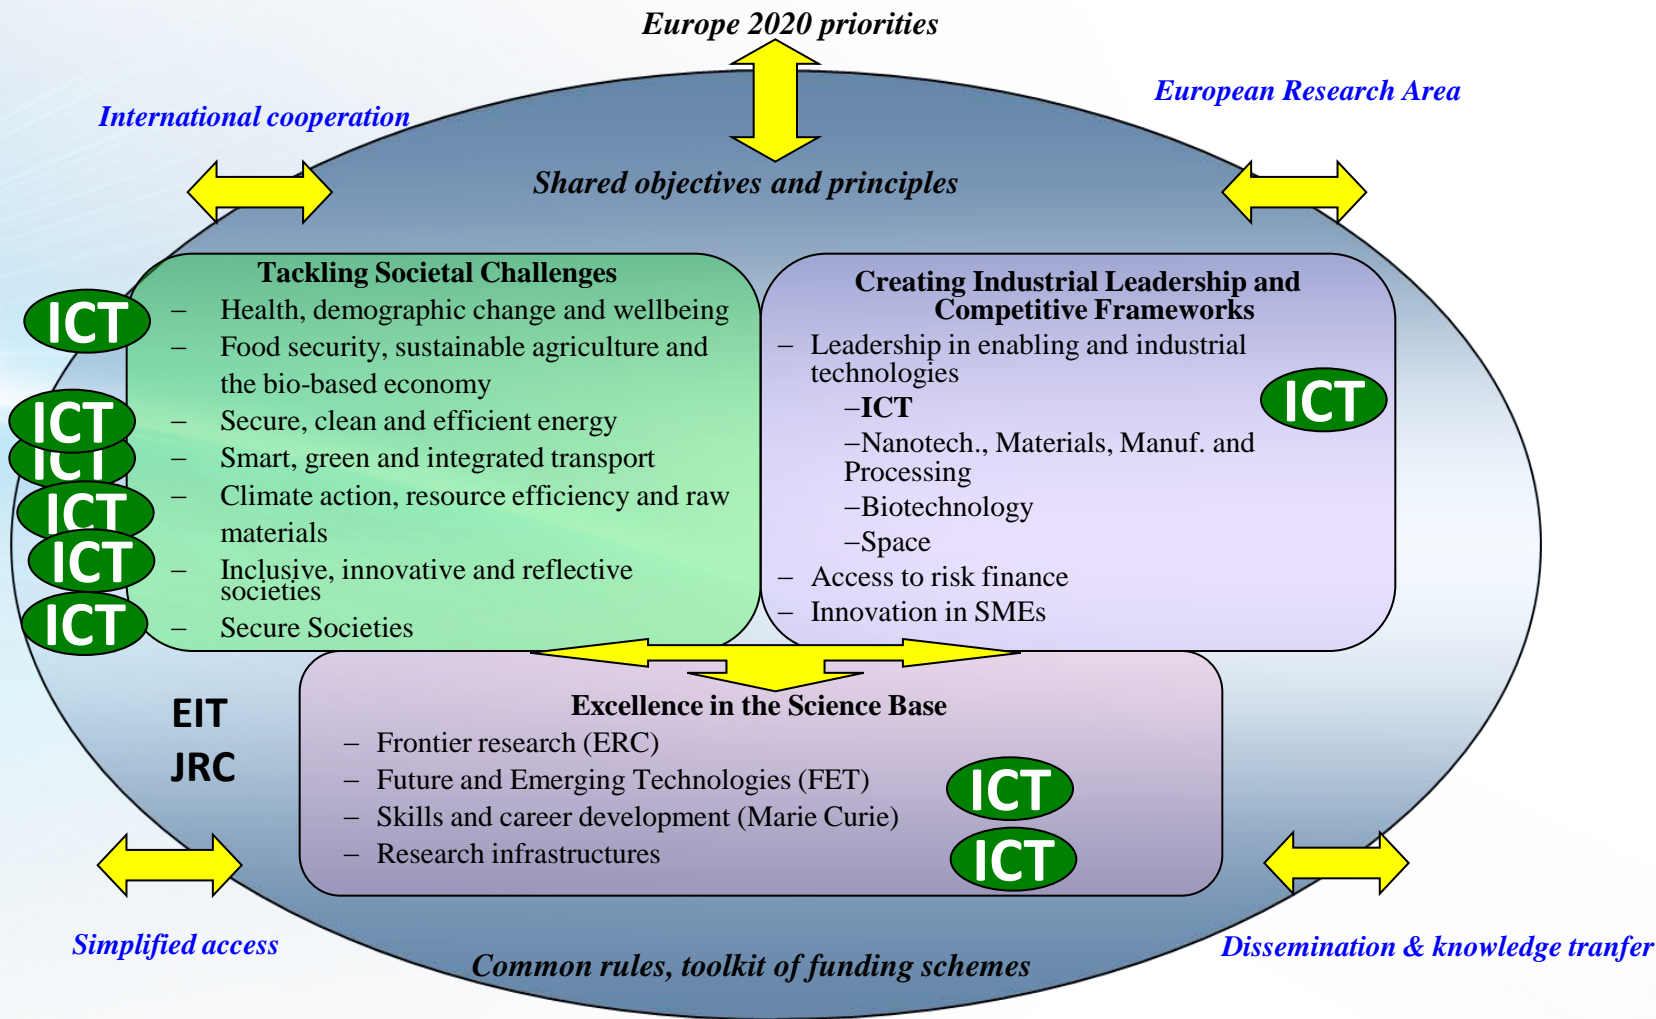 Europe 2020 priorities
International cooperation
European Research Area
Shared objectives and principles
Tackling Societal Challenges
– Health, demographic change and wellbeing
– Food security, sustainable agriculture and
the bio-based economy
– Secure, clean and efficient energy
– Smart, green and integrated transport
– Climate action, resource efficiency and raw
materials
– Inclusive, innovative and reflective
societies
– Secure Societies
ICT
ICT
ICT
ICT
ICT
ICT
Creating Industrial Leadership and
Competitive Frameworks
– Leadership in enabling and industrial
technologies
–ICT
–Nanotech., Materials, Manuf. and
Processing
–Biotechnology
–Space
– Access to risk finance
– Innovation in SMEs
ICT
EIT
JRC
Excellence in the Science Base
– Frontier research (ERC)
– Future and Emerging Technologies (FET)
– Skills and career development (Marie Curie)
– Research infrastructures
ICT
ICT
Simplified access
Common rules, toolkit of funding schemes
Dissemination & knowledge tranfer